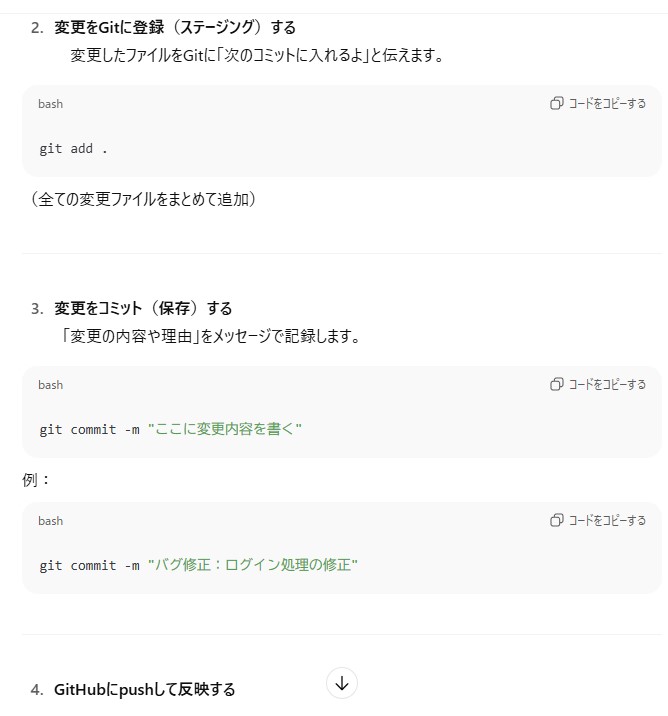 2. 変更をGitに登録（ステージング）する
変更したファイルをGitに「次のコミットに入れるよ」と伝えます。
bash コードをコピーする
git add .
（全ての変更ファイルをまとめて追加）
3. 変更をコミット（保存）する
「変更の内容や理由」をメッセージで記録します。
bash コードをコピーする
git commit -m "ここに変更内容を書く"
例：
bash コードをコピーする
git commit -m "バグ修正：ログイン処理の修正"
4. GitHubにpushして反映する